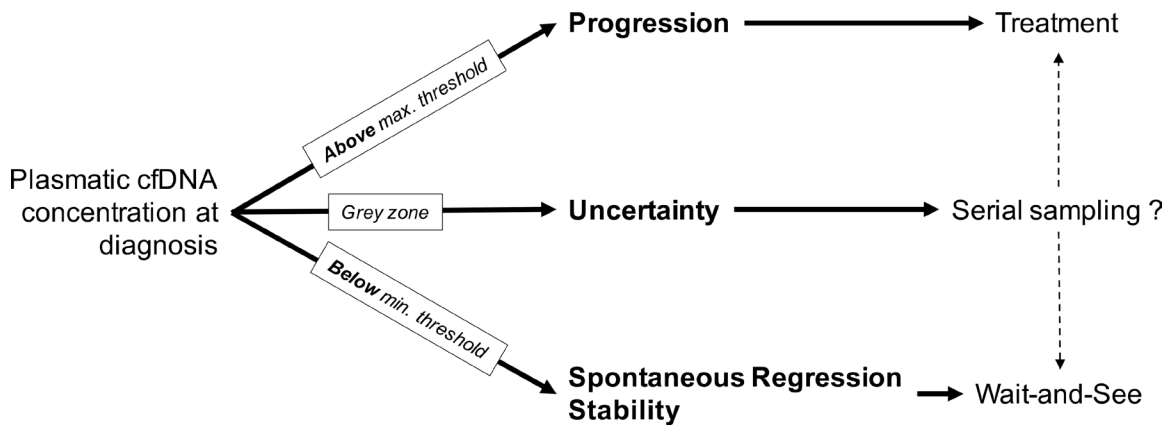 Progression
Treatment
Above max. threshold
Plasmatic cfDNA
concentration at
diagnosis
Grey zone
Uncertainty
Serial sampling ?
Below min. threshold
Spontaneous Regression
Stability
Wait-and-See